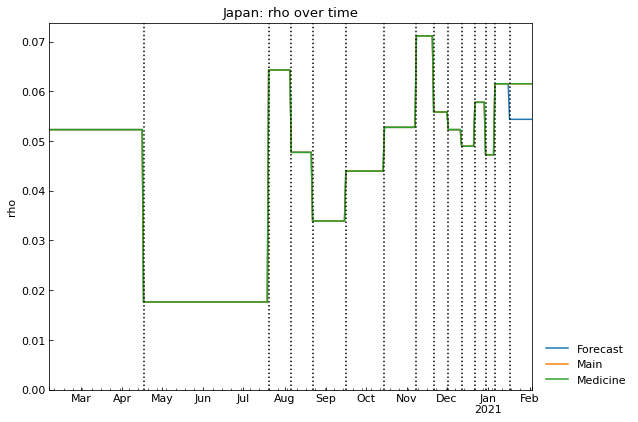 Japan: rho over time
rho
0.07
0.06
0.05
0.04
0.03
0.02
0.01
0.00
Mar Apr May Jun Jul Aug Sep Oct Nov Dec Jan Feb
2021
Forecast
Main
Medicine